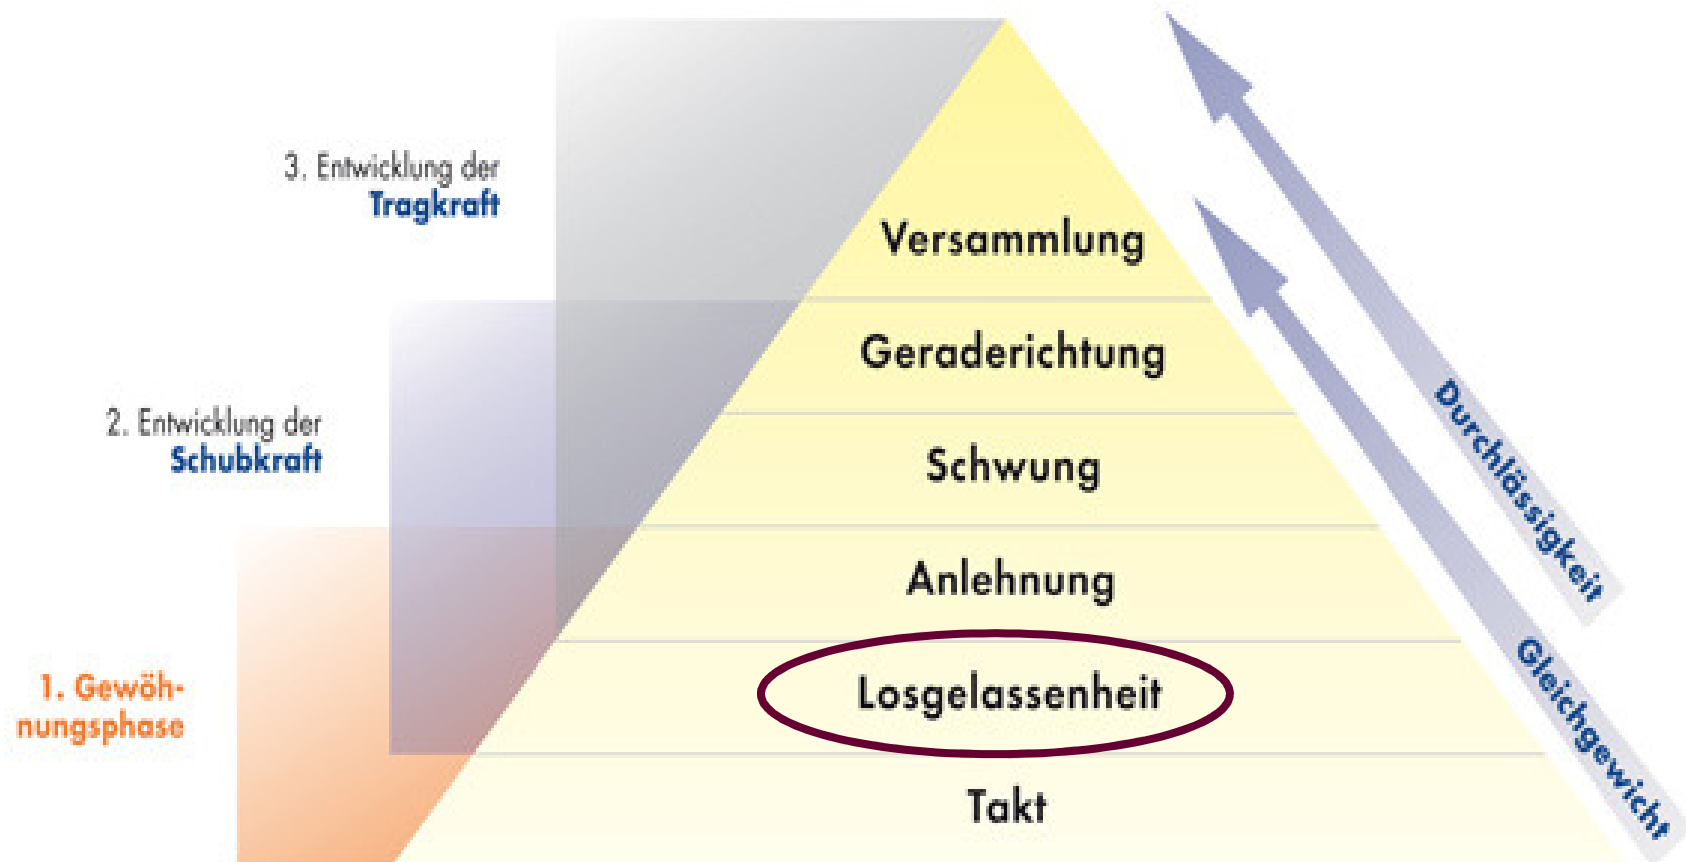 3. Entwicklung der
Tragkraft
Versammlung
Geraderichtung
2. Entwicklung der
Schubkraft
Schwung
Anlehnung
1. Gewöh-
nungsphase
Losgelassenheit
Takt
Durchlässigkeit
Gleichgewicht